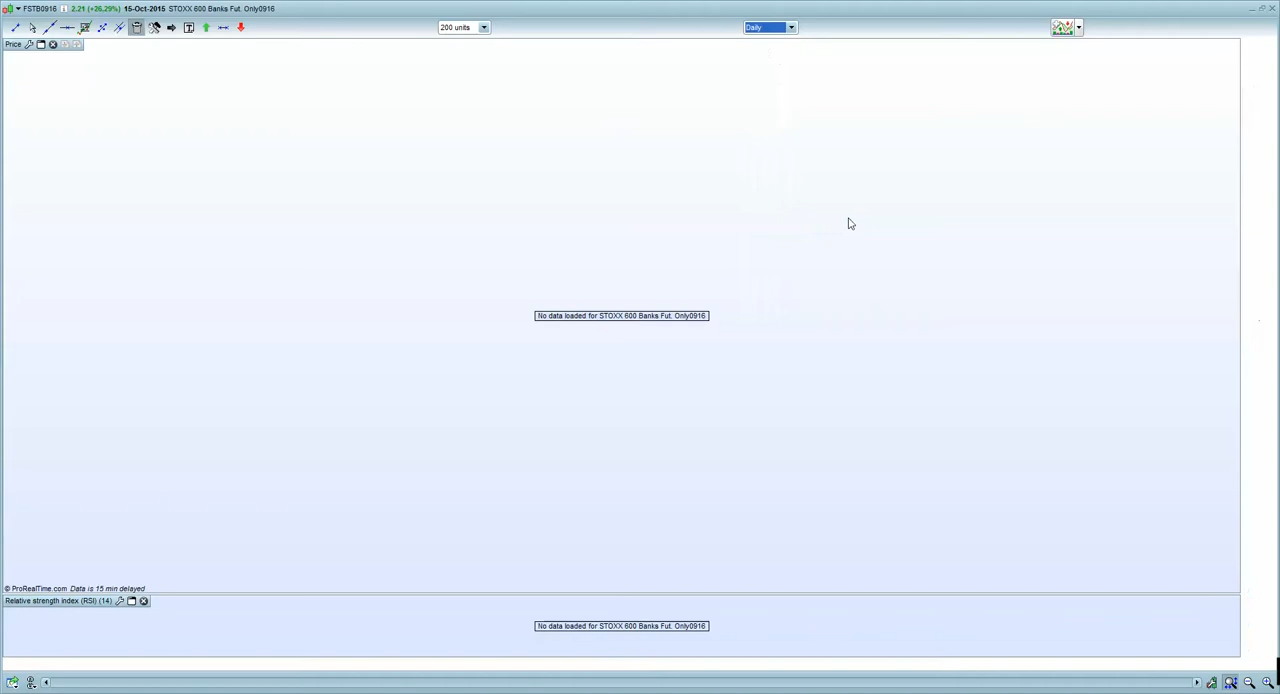 FSTB0916 2.21 (+26,29%) 15-Oct-2015 STOXX 600 Banks Fut. Only0916
200 units
Daily
Price
No data loaded for STOXX 600 Banks Fut. Only0916
© ProRealTime.com Data is 15 min delayed
Relative strength index (RSI) (14)
No data loaded for STOXX 600 Banks Fut. Only0916